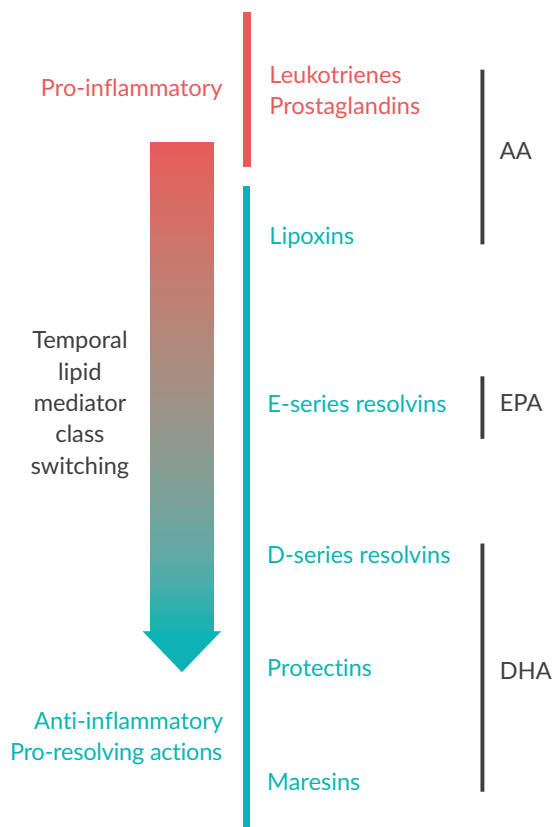 Pro-inflammatory
Leukotrienes
Prostaglandins
AA
Lipoxins
Temporal
lipid
mediator
class
switching
E-series resolvins
EPA
D-series resolvins
Protectins
DHA
Anti-inflammatory
Pro-resolving actions
Maresins